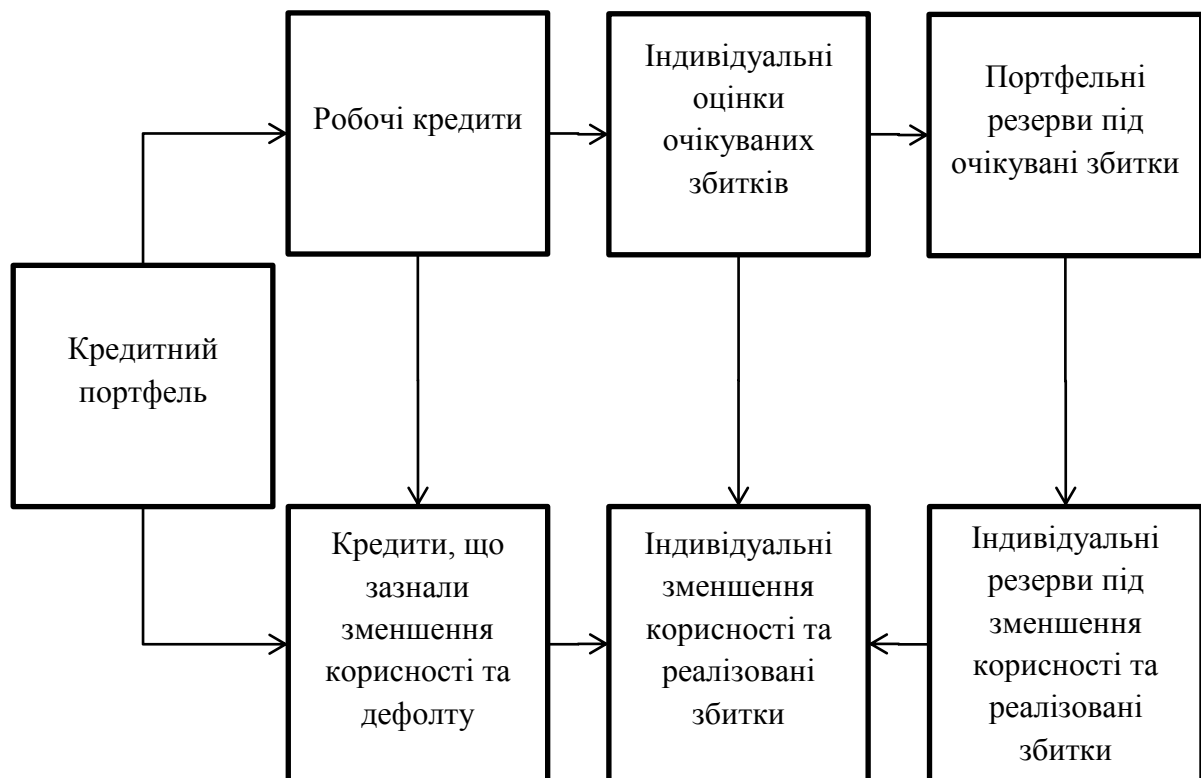 Робочі кредити
Індивідуальні
оцінки
очікуваних
збитків
Портфельні
резерви під
очікувані збитки
Кредитний
портфель
Кредити, що
зазнали
зменшення
корисності та
дефолту
Індивідуальні
зменшення
корисності та
реалізовані
збитки
Індивідуальні
резерви під
зменшення
корисності та
реалізовані
збитки